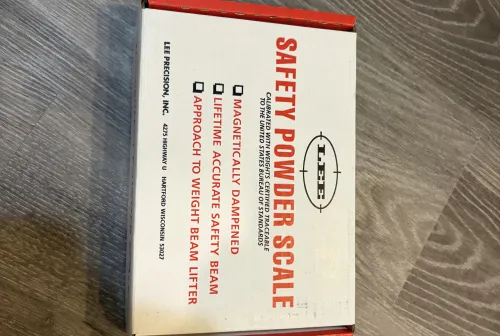 LEE
SAFETY POWDER SCALE
CALIBRATED WITH WEIGHTS CERTIFIED TRACEABLE
TO THE UNITED STATES BUREAU OF STANDARDS
MAGNETICALLY DAMPENED
LIFETIME ACCURATE SAFETY BEAM
APPROACH TO WEIGHT BEAM LIFTER
LEE PRECISION, INC. 4275 HIGHWAY U HARTFORD WISCONSIN 53027